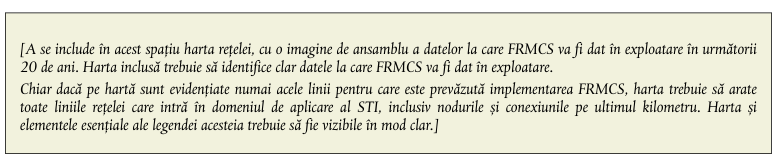 [A se include în acest spațiu harta rețelei, cu o imagine de ansamblu a datelor la care FRMCS va fi dat în exploatare în următorii
20 de ani. Harta inclusă trebuie să identifice clar datele la care FRMCS va fi dat în exploatare.
Chiar dacă pe hartă sunt evidențiate numai acele linii pentru care este prevăzută implementarea FRMCS, harta trebuie să arate
toate liniile rețelei care intră în domeniul de aplicare al STI, inclusiv nodurile și conexiunile pe ultimul kilometru. Harta și
elementele esențiale ale legendei acesteia trebuie să fie vizibile în mod clar.]